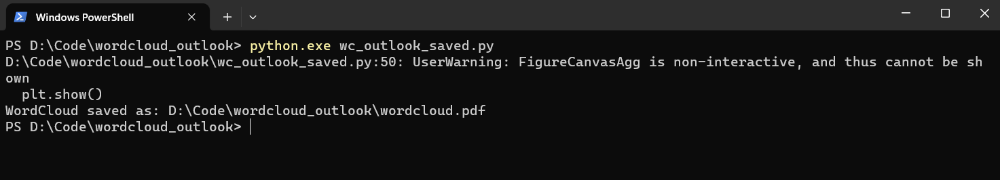 Windows PowerShell
PS D:\Code\wordcloud_outlook> python.exe wc_outlook_saved.py
D:\Code\wordcloud_outlook\wc_outlook_saved.py:50: UserWarning: FigureCanvasAgg is non-interactive, and thus cannot be sh
own
  plt.show()
WordCloud saved as: D:\Code\wordcloud_outlook\wordcloud.pdf
PS D:\Code\wordcloud_outlook>